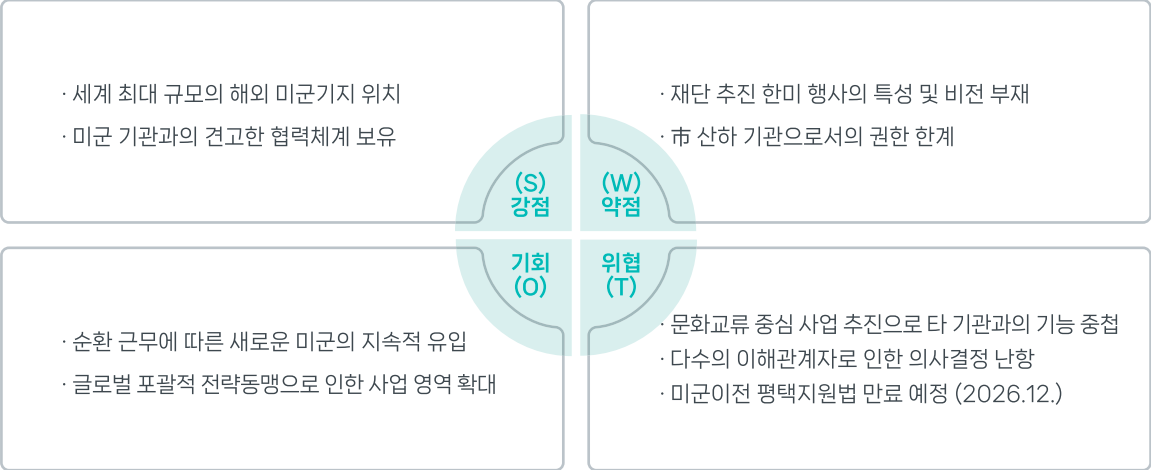 · 세계 최대 규모의 해외 미군기지 위치
· 미군 기관과의 견고한 협력체계 보유
(S)
강점
· 재단 추진 한미 행사의 특성 및 비전 부재
· 市 산하 기관으로서의 권한 한계
(W)
약점
기회
(O)
· 순환 근무에 따른 새로운 미군의 지속적 유입
· 글로벌 포괄적 전략동맹으로 인한 사업 영역 확대
위협
(T)
· 문화교류 중심 사업 추진으로 타 기관과의 기능 중첩
· 다수의 이해관계자로 인한 의사결정 난항
· 미군이전 평택지원법 만료 예정 (2026.12.)